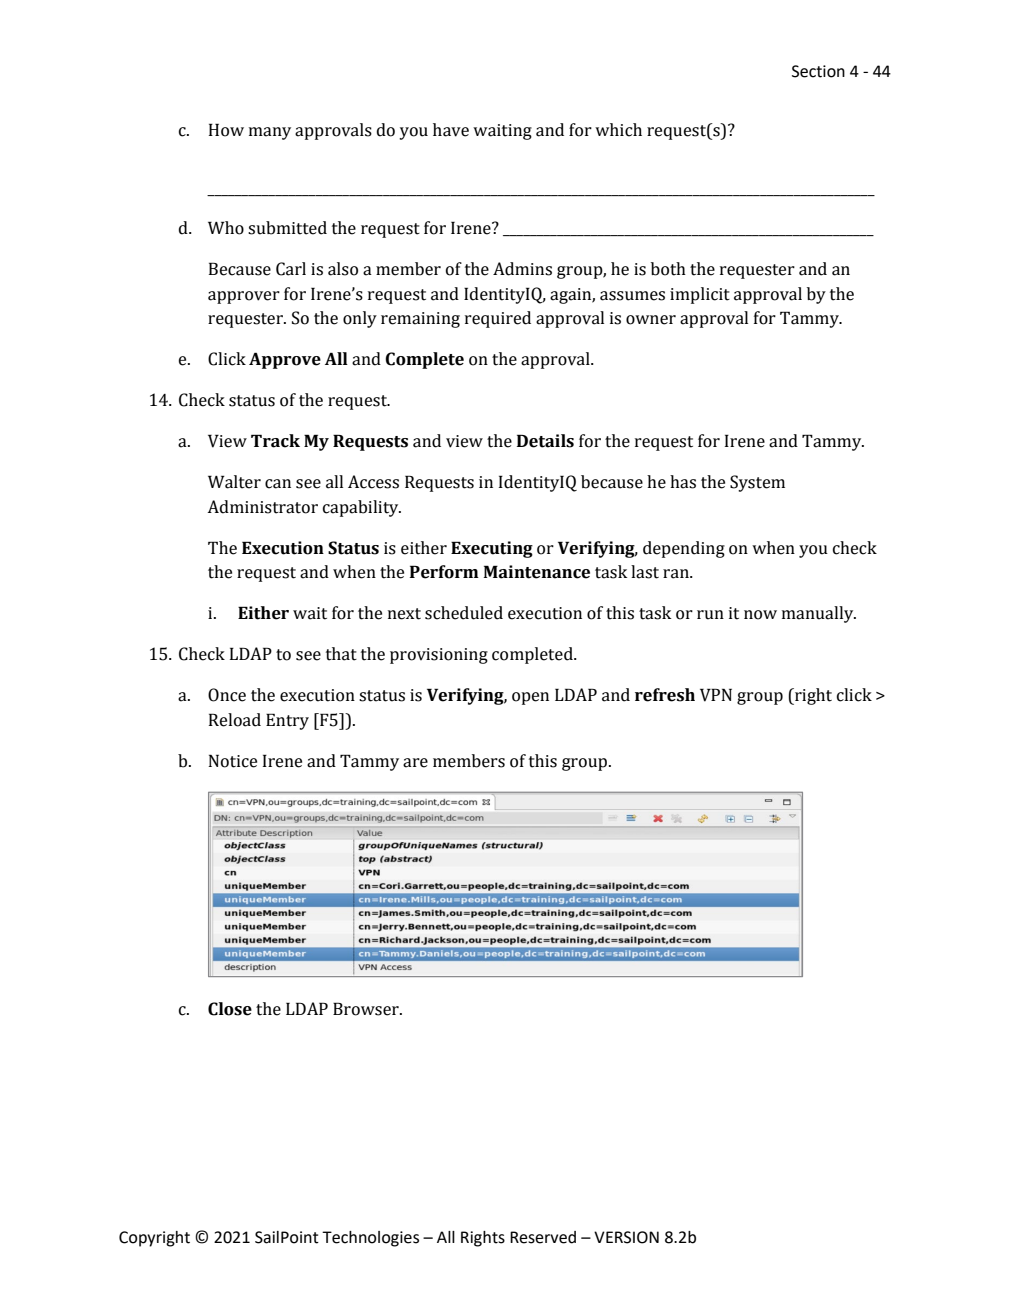 Section 4 - 44
c. How many approvals do you have waiting and for which request(s)?
d. Who submitted the request for Irene?
Because Carl is also a member of the Admins group, he is both the requester and an
approver for Irene’s request and IdentityIQ, again, assumes implicit approval by the
requester. So the only remaining required approval is owner approval for Tammy.
e. Click Approve All and Complete on the approval.
14. Check status of the request.
a. View Track My Requests and view the Details for the request for Irene and Tammy.
Walter can see all Access Requests in IdentityIQ because he has the System
Administrator capability.
The Execution Status is either Executing or Verifying, depending on when you check
the request and when the Perform Maintenance task last ran.
i. Either wait for the next scheduled execution of this task or run it now manually.
15. Check LDAP to see that the provisioning completed.
a. Once the execution status is Verifying, open LDAP and refresh VPN group (right click >
Reload Entry [F5]).
b. Notice Irene and Tammy are members of this group.
cn=VPN,ou=groups,dc=training,dc=sailpoint,dc=com
DN: cn=VPN,ou=groups,dc=training,dc=sailpoint,dc=com
Attribute Description Value
objectClass groupOfUniqueNames (structural)
objectClass top (abstract)
cn VPN
uniqueMember cn=Cori.Garrett,ou=people,dc=training,dc=sailpoint,dc=com
uniqueMember cn=Irene.Mills,ou=people,dc=training,dc=sailpoint,dc=com
uniqueMember cn=James.Smith,ou=people,dc=training,dc=sailpoint,dc=com
uniqueMember cn=Jerry.Bennett,ou=people,dc=training,dc=sailpoint,dc=com
uniqueMember cn=Richard.Jackson,ou=people,dc=training,dc=sailpoint,dc=com
uniqueMember cn=Tammy.Daniels,ou=people,dc=training,dc=sailpoint,dc=com
description VPN Access
c. Close the LDAP Browser.
Copyright © 2021 SailPoint Technologies – All Rights Reserved – VERSION 8.2b